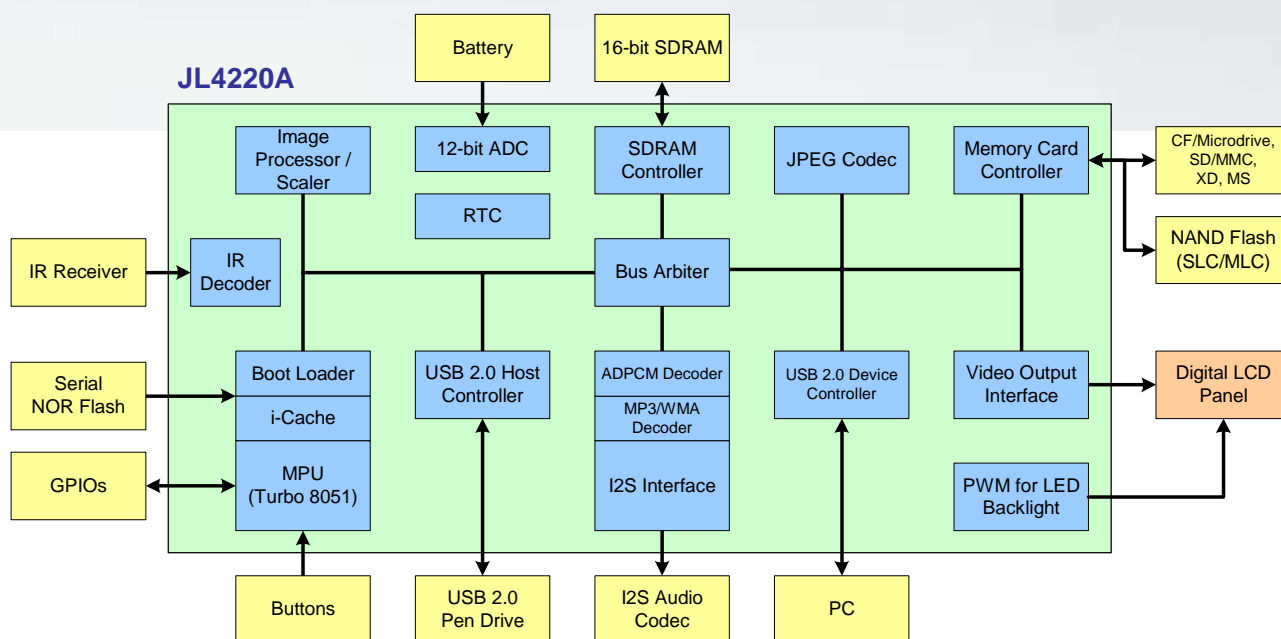 Battery
16-bit SDRAM
JL4220A
Image
Processor /
Scaler
12-bit ADC
SDRAM
Controller
JPEG Codec
Memory Card
Controller
CF/Microdrive,
SD/MMC,
XD, MS
RTC
IR Receiver
IR
Decoder
Bus Arbiter
NAND Flash
(SLC/MLC)
Serial
NOR Flash
Boot Loader
i-Cache
MPU
(Turbo 8051)
USB 2.0 Host
Controller
ADPCM Decoder
MP3/WMA
Decoder
I2S Interface
USB 2.0 Device
Controller
Video Output
Interface
Digital LCD
Panel
GPIOs
PWM for LED
Backlight
Buttons
USB 2.0
Pen Drive
I2S Audio
Codec
PC